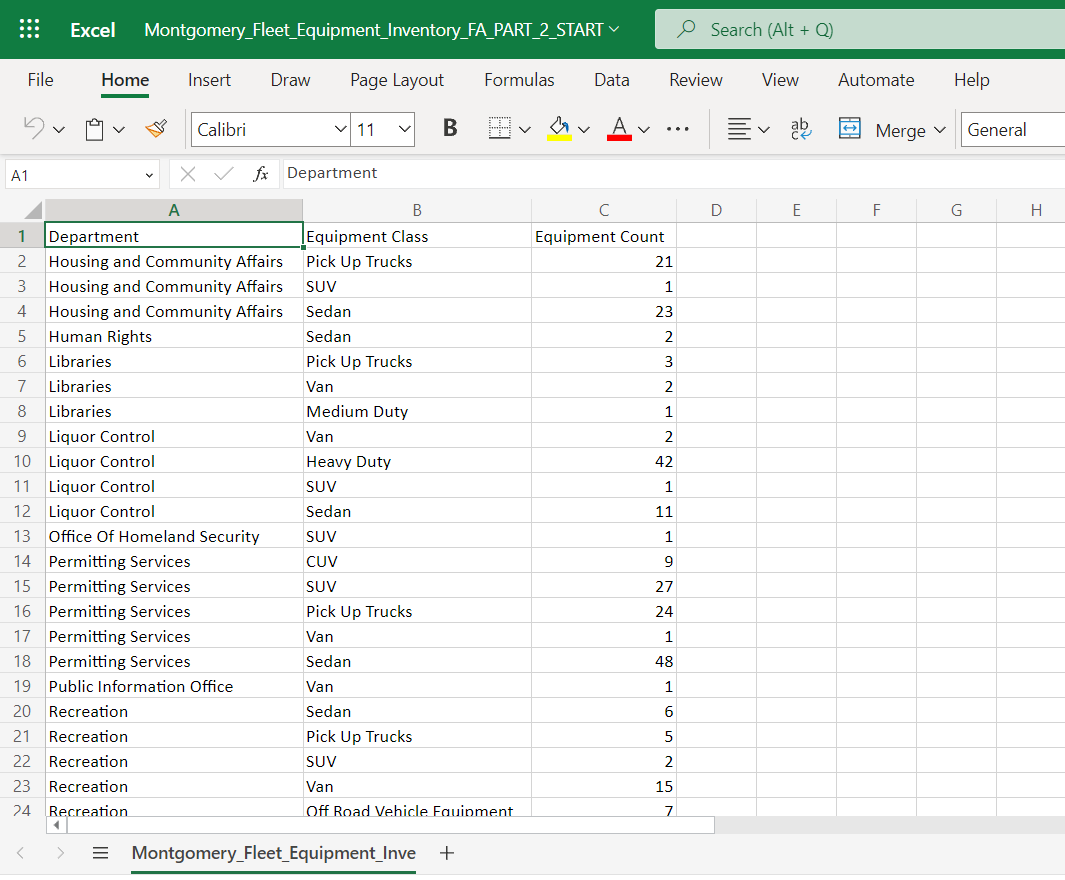 Excel Montgomery_Fleet_Equipment_Inventory_FA_PART_2_START Search (Alt + Q)
File Home Insert Draw Page Layout Formulas Data Review View Automate Help
Calibri 11 B A ab c Merge General
A1 fx Department
A B C D E F G H
1 Department Equipment Class Equipment Count
2 Housing and Community Affairs Pick Up Trucks 21
3 Housing and Community Affairs SUV 1
4 Housing and Community Affairs Sedan 23
5 Human Rights Sedan 2
6 Libraries Pick Up Trucks 3
7 Libraries Van 2
8 Libraries Medium Duty 1
9 Liquor Control Van 2
10 Liquor Control Heavy Duty 42
11 Liquor Control SUV 1
12 Liquor Control Sedan 11
13 Office Of Homeland Security SUV 1
14 Permitting Services CUV 9
15 Permitting Services SUV 27
16 Permitting Services Pick Up Trucks 24
17 Permitting Services Van 1
18 Permitting Services Sedan 48
19 Public Information Office Van 1
20 Recreation Sedan 6
21 Recreation Pick Up Trucks 5
22 Recreation SUV 2
23 Recreation Van 15
24 Recreation Off Road Vehicle Equipment 7
Montgomery_Fleet_Equipment_Inve